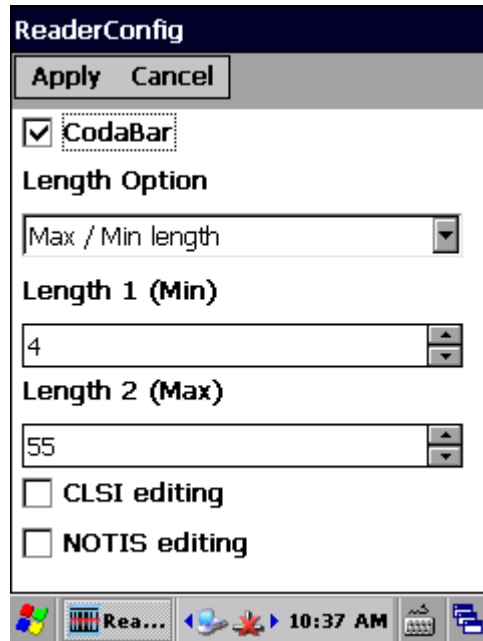 ReaderConfig
Apply Cancel
CodaBar
Length Option
Max / Min length
Length 1 (Min)
4
Length 2 (Max)
55
CLSI editing
NOTIS editing
Rea... 10:37 AM